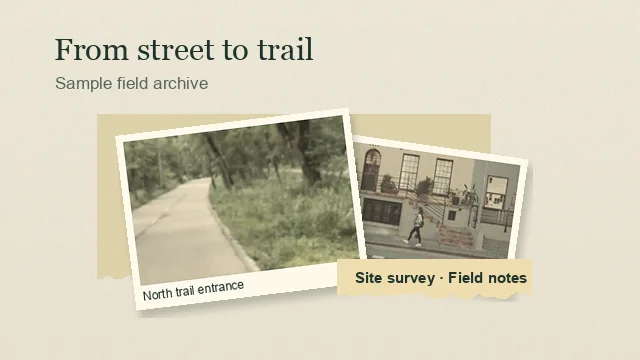 From street to trail
Sample field archive
North trail entrance
Site survey · Field notes